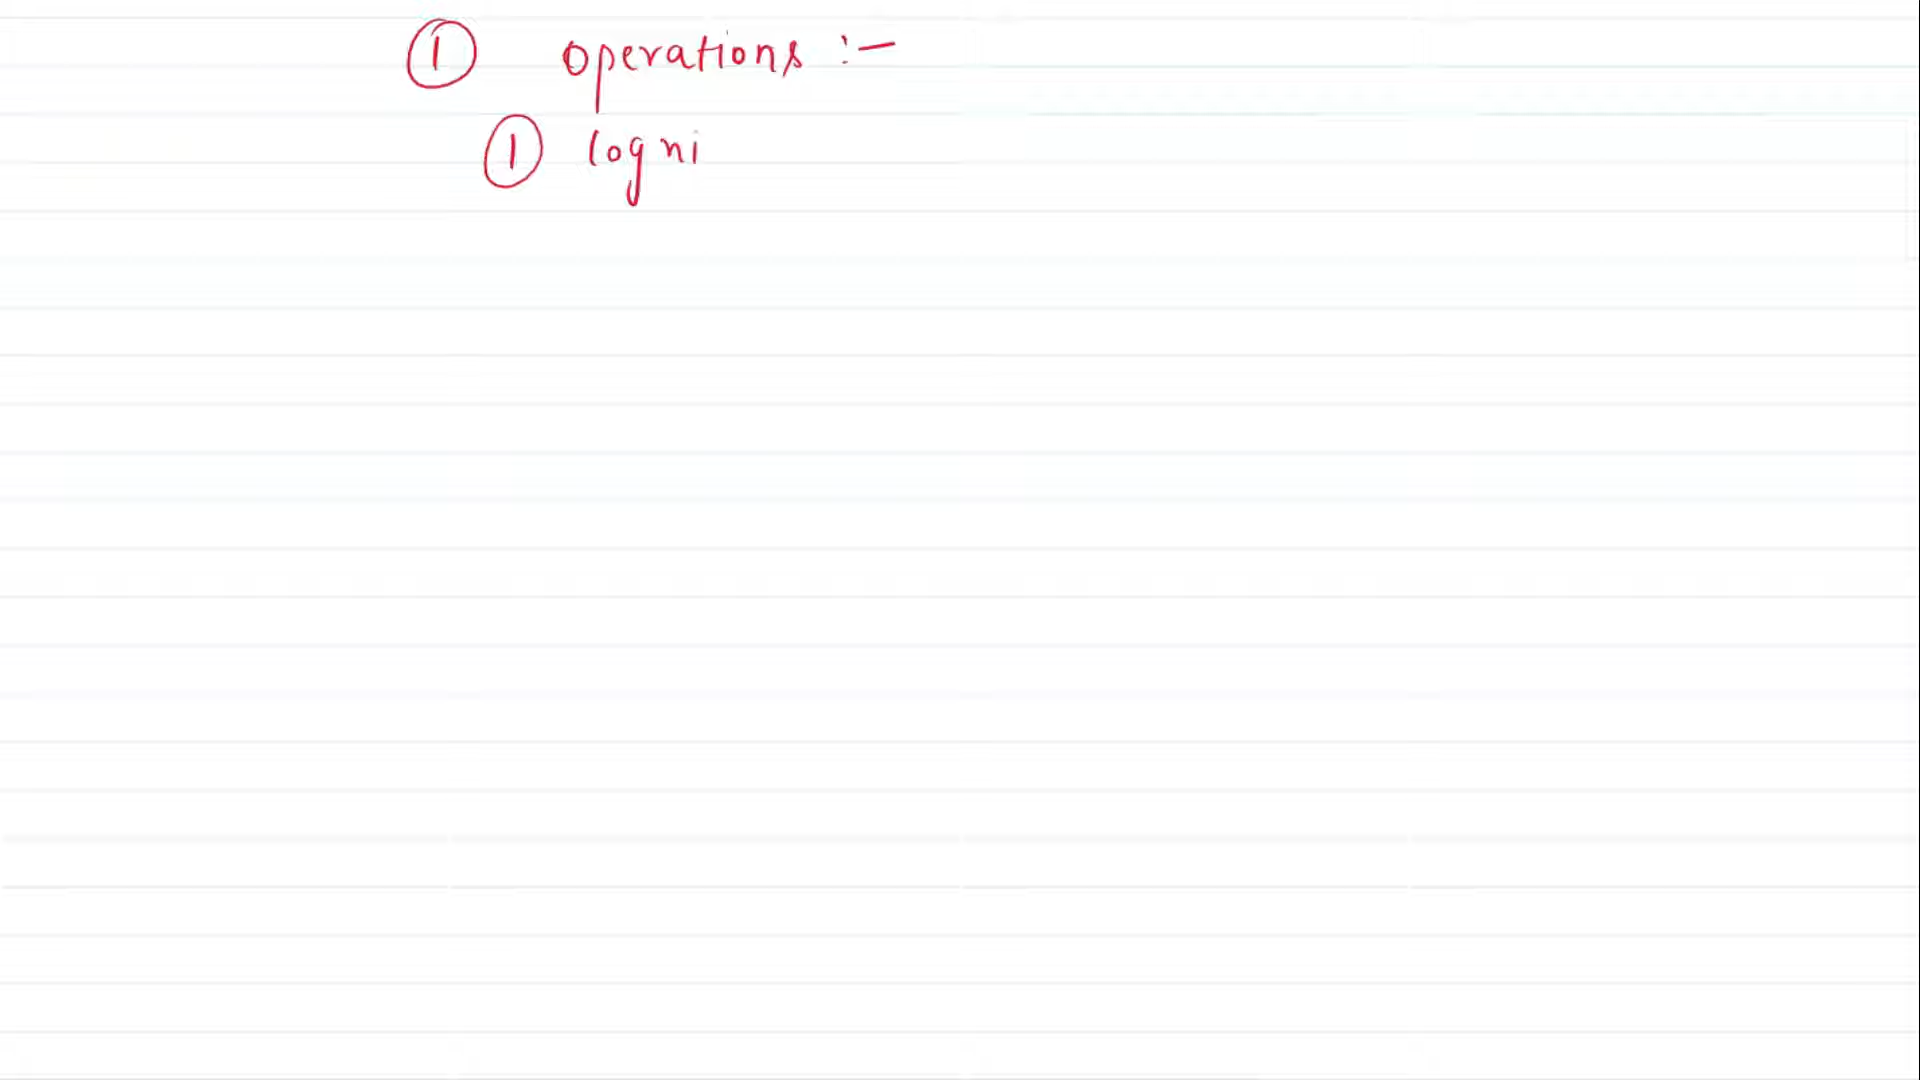 ① operations :-
① logni